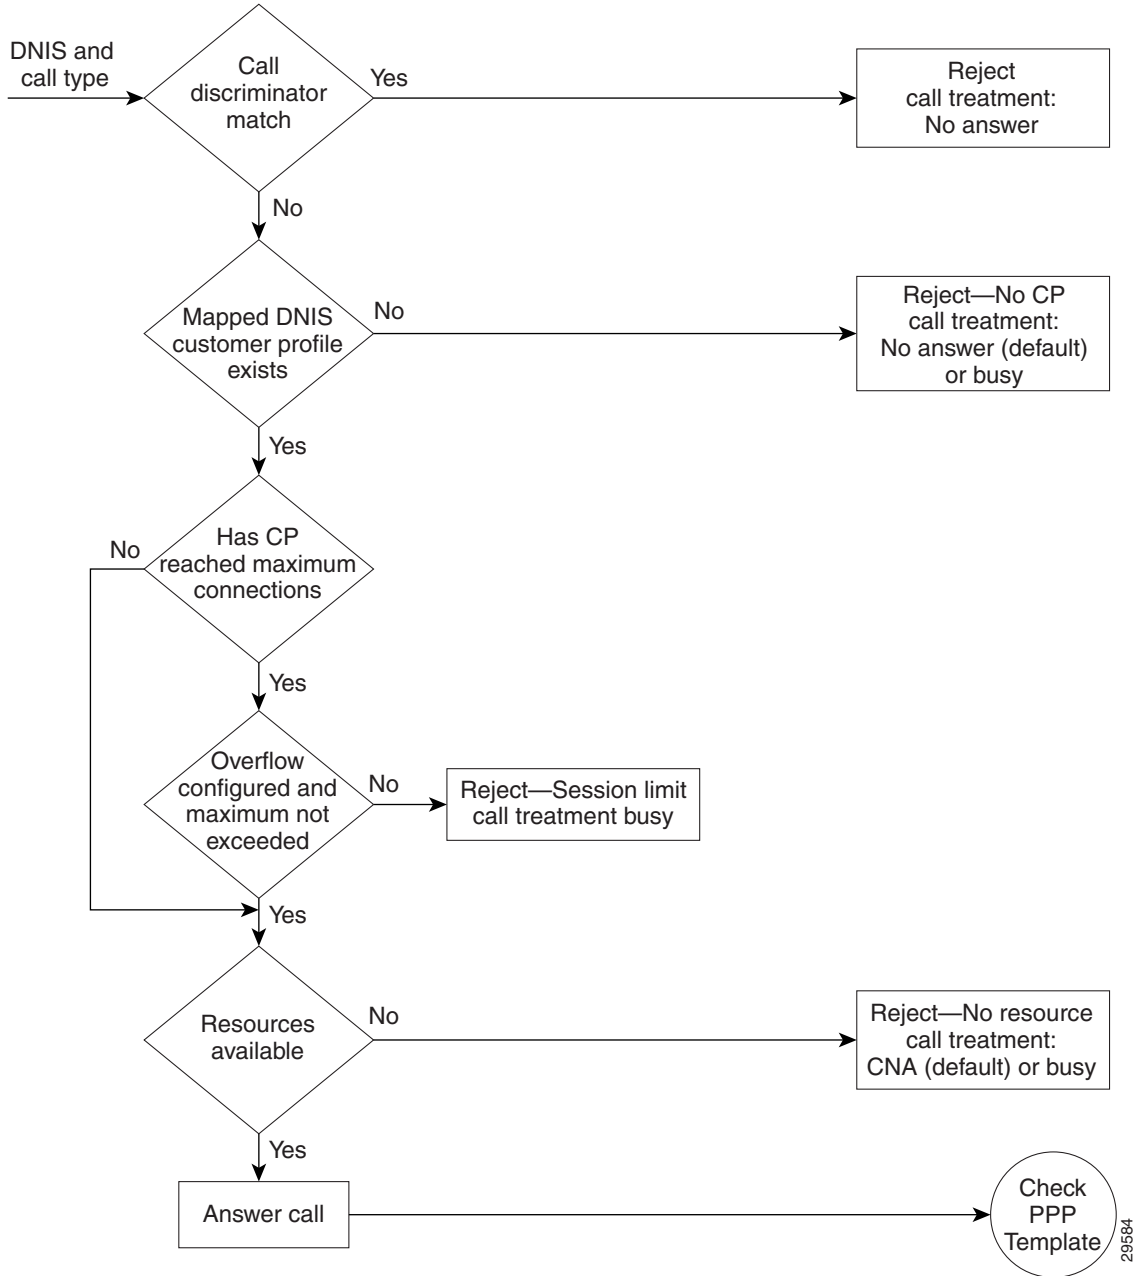 DNIS and
call type
Call
discriminator
match
Yes
Reject
call treatment:
No answer
No
Mapped DNIS
customer profile
exists
No
Reject—No CP
call treatment:
No answer (default)
or busy
Yes
Has CP
reached maximum
connections
No
Yes
Overflow
configured and
maximum not
exceeded
No
Reject—Session limit
call treatment busy
Yes
Resources
available
No
Reject—No resource
call treatment:
CNA (default) or busy
Yes
Answer call
Check
PPP
Template
29584